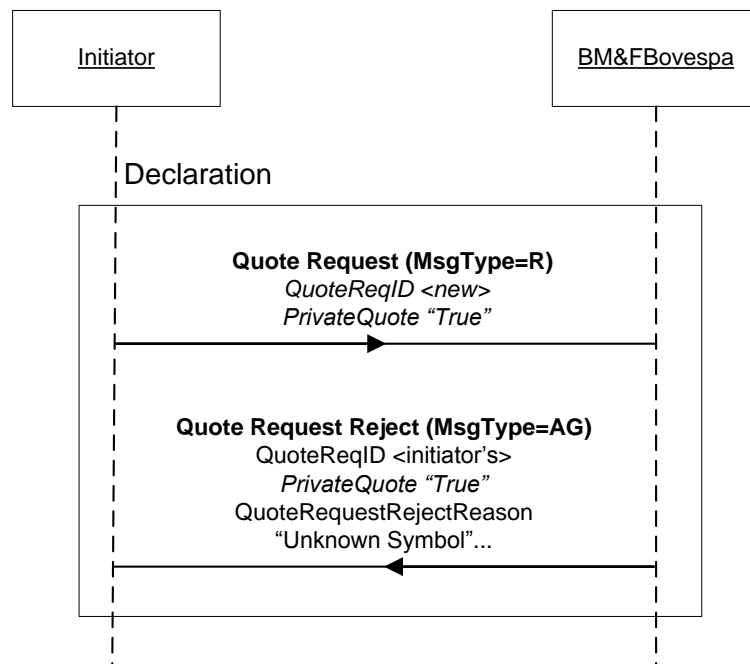 Initiator
BM&FBovespa
Declaration
Quote Request (MsgType=R)
QuoteReqID <new>
PrivateQuote “True”
Quote Request Reject (MsgType=AG)
QuoteReqID <initiator’s>
PrivateQuote “True”
QuoteRequestRejectReason
“Unknown Symbol”...